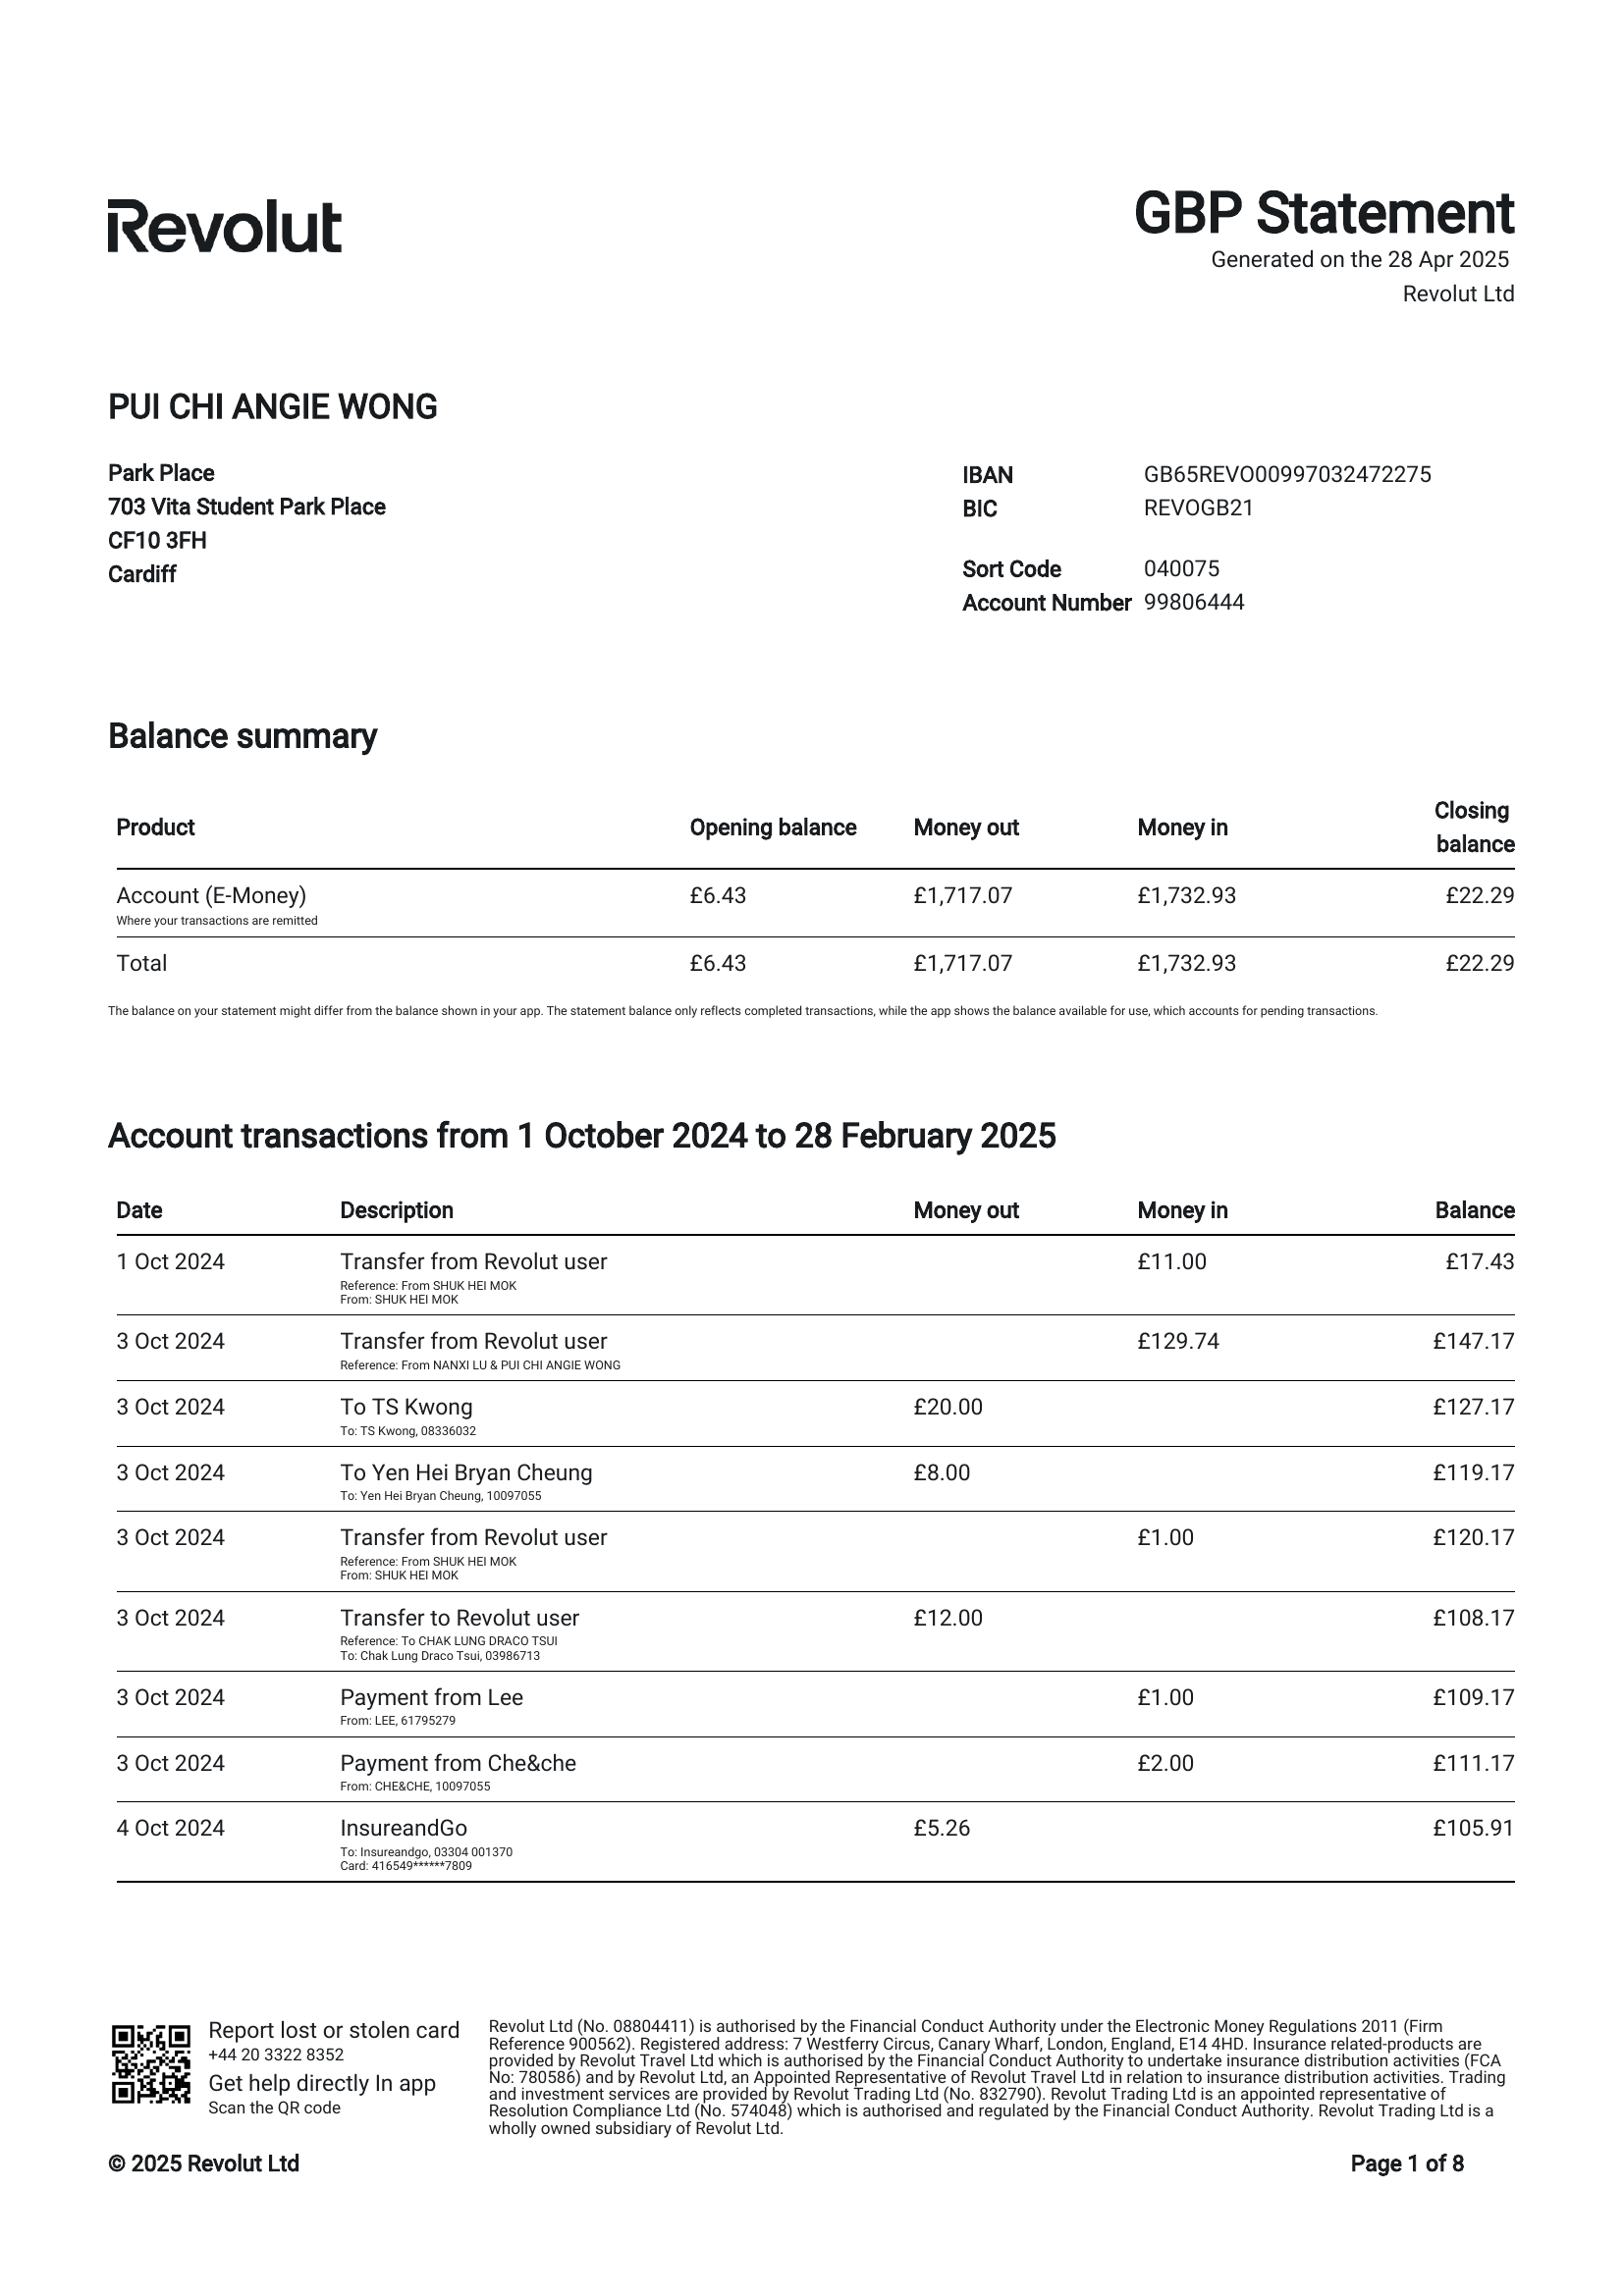 Revolut
GBP Statement
Generated on the 28 Apr 2025
Revolut Ltd
PUI CHI ANGIE WONG
Park Place
703 Vita Student Park Place
CF10 3FH
Cardiff
IBAN GB65REVO00997032472275
BIC REVOGB21
Sort Code 040075
Account Number 99806444
Balance summary
Product Opening balance Money out Money in Closing balance
Account (E-Money) £6.43 £1,717.07 £1,732.93 £22.29
Where your transactions are remitted
Total £6.43 £1,717.07 £1,732.93 £22.29
The balance on your statement might differ from the balance shown in your app. The statement balance only reflects completed transactions, while the app shows the balance available for use, which accounts for pending transactions.
Account transactions from 1 October 2024 to 28 February 2025
Date Description Money out Money in Balance
1 Oct 2024 Transfer from Revolut user £11.00 £17.43
Reference: From SHUK HEI MOK
From: SHUK HEI MOK
3 Oct 2024 Transfer from Revolut user £129.74 £147.17
Reference: From NANXI LU & PUI CHI ANGIE WONG
3 Oct 2024 To TS Kwong £20.00 £127.17
To: TS Kwong, 08336032
3 Oct 2024 To Yen Hei Bryan Cheung £8.00 £119.17
To: Yen Hei Bryan Cheung, 10097055
3 Oct 2024 Transfer from Revolut user £1.00 £120.17
Reference: From SHUK HEI MOK
From: SHUK HEI MOK
3 Oct 2024 Transfer to Revolut user £12.00 £108.17
Reference: To CHAK LUNG DRACO TSUI
To: Chak Lung Draco Tsui, 03986713
3 Oct 2024 Payment from Lee £1.00 £109.17
From: LEE, 61795279
3 Oct 2024 Payment from Che&che £2.00 £111.17
From: CHE&CHE, 10097055
4 Oct 2024 InsureandGo £5.26 £105.91
To: Insureandgo, 03304 001370
Card: 416549******7809
Report lost or stolen card
+44 20 3322 8352
Get help directly In app
Scan the QR code
Revolut Ltd (No. 08804411) is authorised by the Financial Conduct Authority under the Electronic Money Regulations 2011 (Firm
Reference 900562). Registered address: 7 Westferry Circus, Canary Wharf, London, England, E14 4HD. Insurance related-products are
provided by Revolut Travel Ltd which is authorised by the Financial Conduct Authority to undertake insurance distribution activities (FCA
No: 780586) and by Revolut Ltd, an Appointed Representative of Revolut Travel Ltd in relation to insurance distribution activities. Trading
and investment services are provided by Revolut Trading Ltd (No. 832790). Revolut Trading Ltd is an appointed representative of
Resolution Compliance Ltd (No. 574048) which is authorised and regulated by the Financial Conduct Authority. Revolut Trading Ltd is a
wholly owned subsidiary of Revolut Ltd.
© 2025 Revolut Ltd
Page 1 of 8